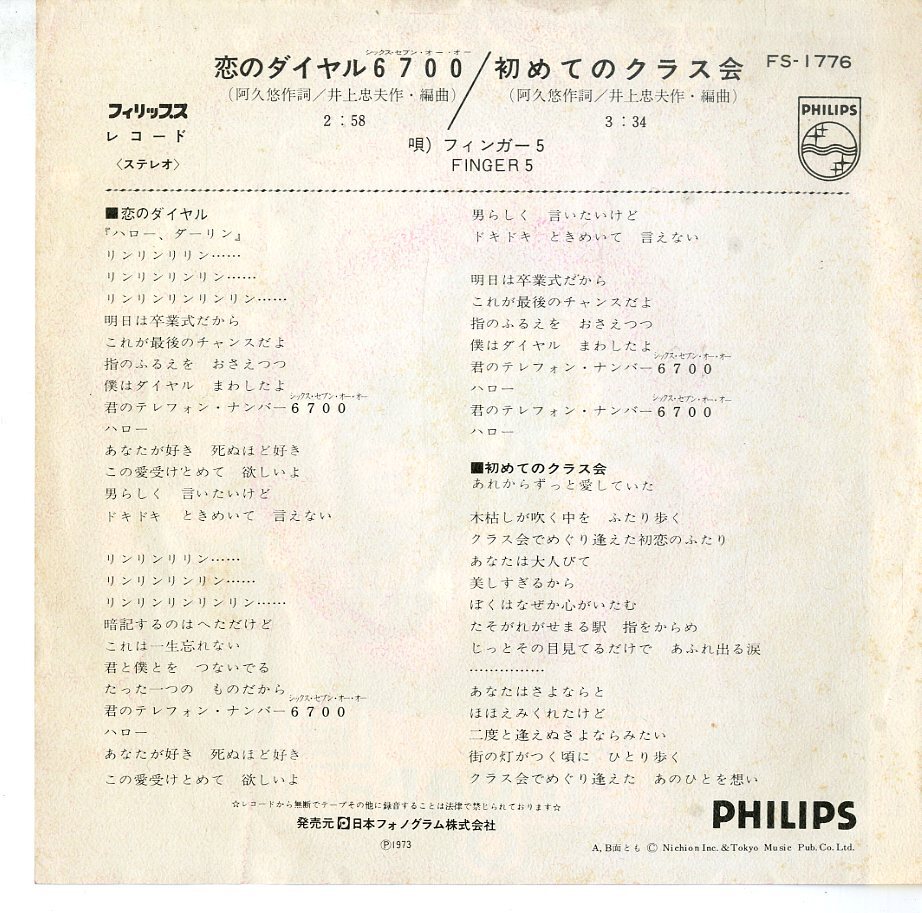 シックス・セブン・オー・オー
恋のダイヤル6700／初めてのクラス会 FS-1776
(阿久悠作詞／井上忠夫作・編曲) (阿久悠作詞／井上忠夫作・編曲)
2：58 3：34
唄）フィンガー5
FINGER 5
フィリップス
レコード
〈ステレオ〉
PHILIPS
■恋のダイヤル
『ハロー、ダーリン』
リンリンリリン……
リンリンリンリン……
リンリンリンリンリン……
明日は卒業式だから
これが最後のチャンスだよ
指のふるえを　おさえつつ
僕はダイヤル　まわしたよ
シックス・セブン・オー・オー
君のテレフォン・ナンバー6700
ハロー
あなたが好き　死ぬほど好き
この愛受けとめて　欲しいよ
男らしく　言いたいけど
ドキドキ　ときめいて　言えない
リンリンリリン……
リンリンリンリン……
リンリンリンリンリン……
暗記するのはへただけど
これは一生忘れない
君と僕とを　つないでる
たった一つの　ものだから
シックス・セブン・オー・オー
君のテレフォン・ナンバー6700
ハロー
あなたが好き　死ぬほど好き
この愛受けとめて　欲しいよ
男らしく　言いたいけど
ドキドキ　ときめいて　言えない
明日は卒業式だから
これが最後のチャンスだよ
指のふるえを　おさえつつ
僕はダイヤル　まわしたよ
シックス・セブン・オー・オー
君のテレフォン・ナンバー6700
ハロー
シックス・セブン・オー・オー
君のテレフォン・ナンバー6700
ハロー
■初めてのクラス会
あれからずっと愛していた
木枯しが吹く中を　ふたり歩く
クラス会でめぐり逢えた初恋のふたり
あなたは大人びて
美しすぎるから
ぼくはなぜか心がいたむ
たそがれがせまる駅　指をからめ
じっとその目見てるだけで　あふれ出る涙
……………
あなたはさよならと
ほほえみくれたけど
二度と逢えぬさよならみたい
街の灯がつく頃に　ひとり歩く
クラス会でめぐり逢えた　あのひとを想い
☆レコードから無断でテープその他に録音することは法律で禁じられております☆
発売元 日本フォノグラム株式会社
Ⓟ1973
PHILIPS
A, B面とも © Nichion Inc. & Tokyo Music Pub. Co. Ltd.